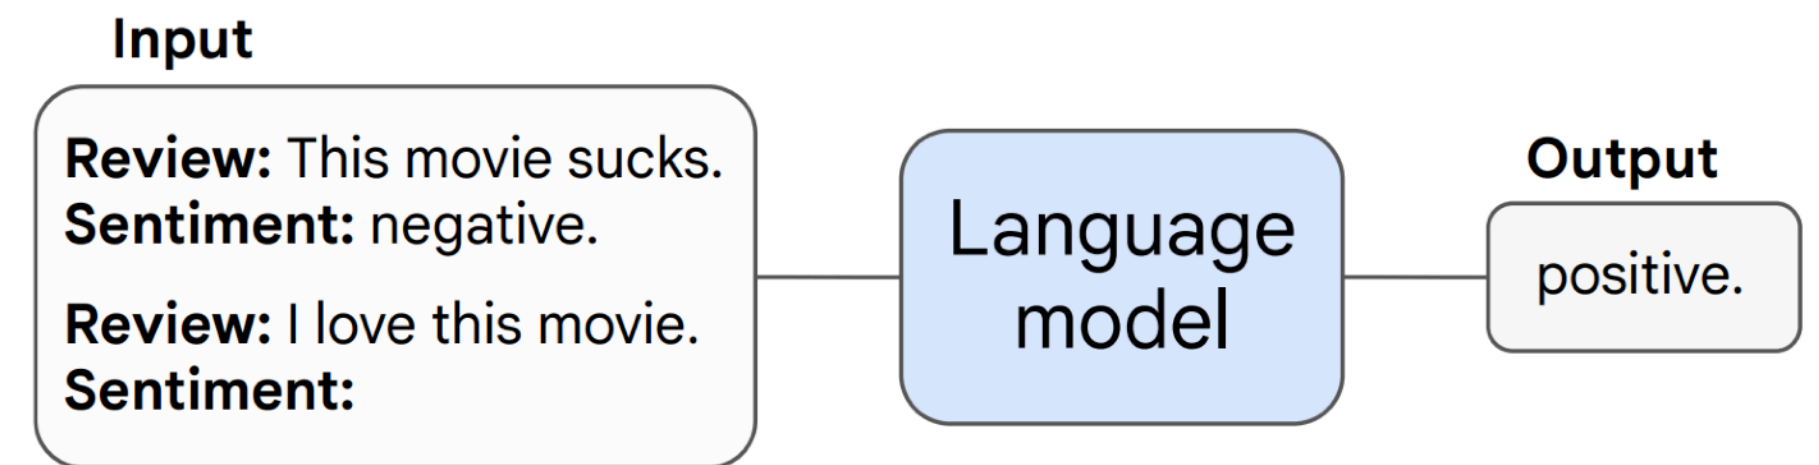 Input
Review: This movie sucks.
Sentiment: negative.
Review: I love this movie.
Sentiment:
Language
model
Output
positive.